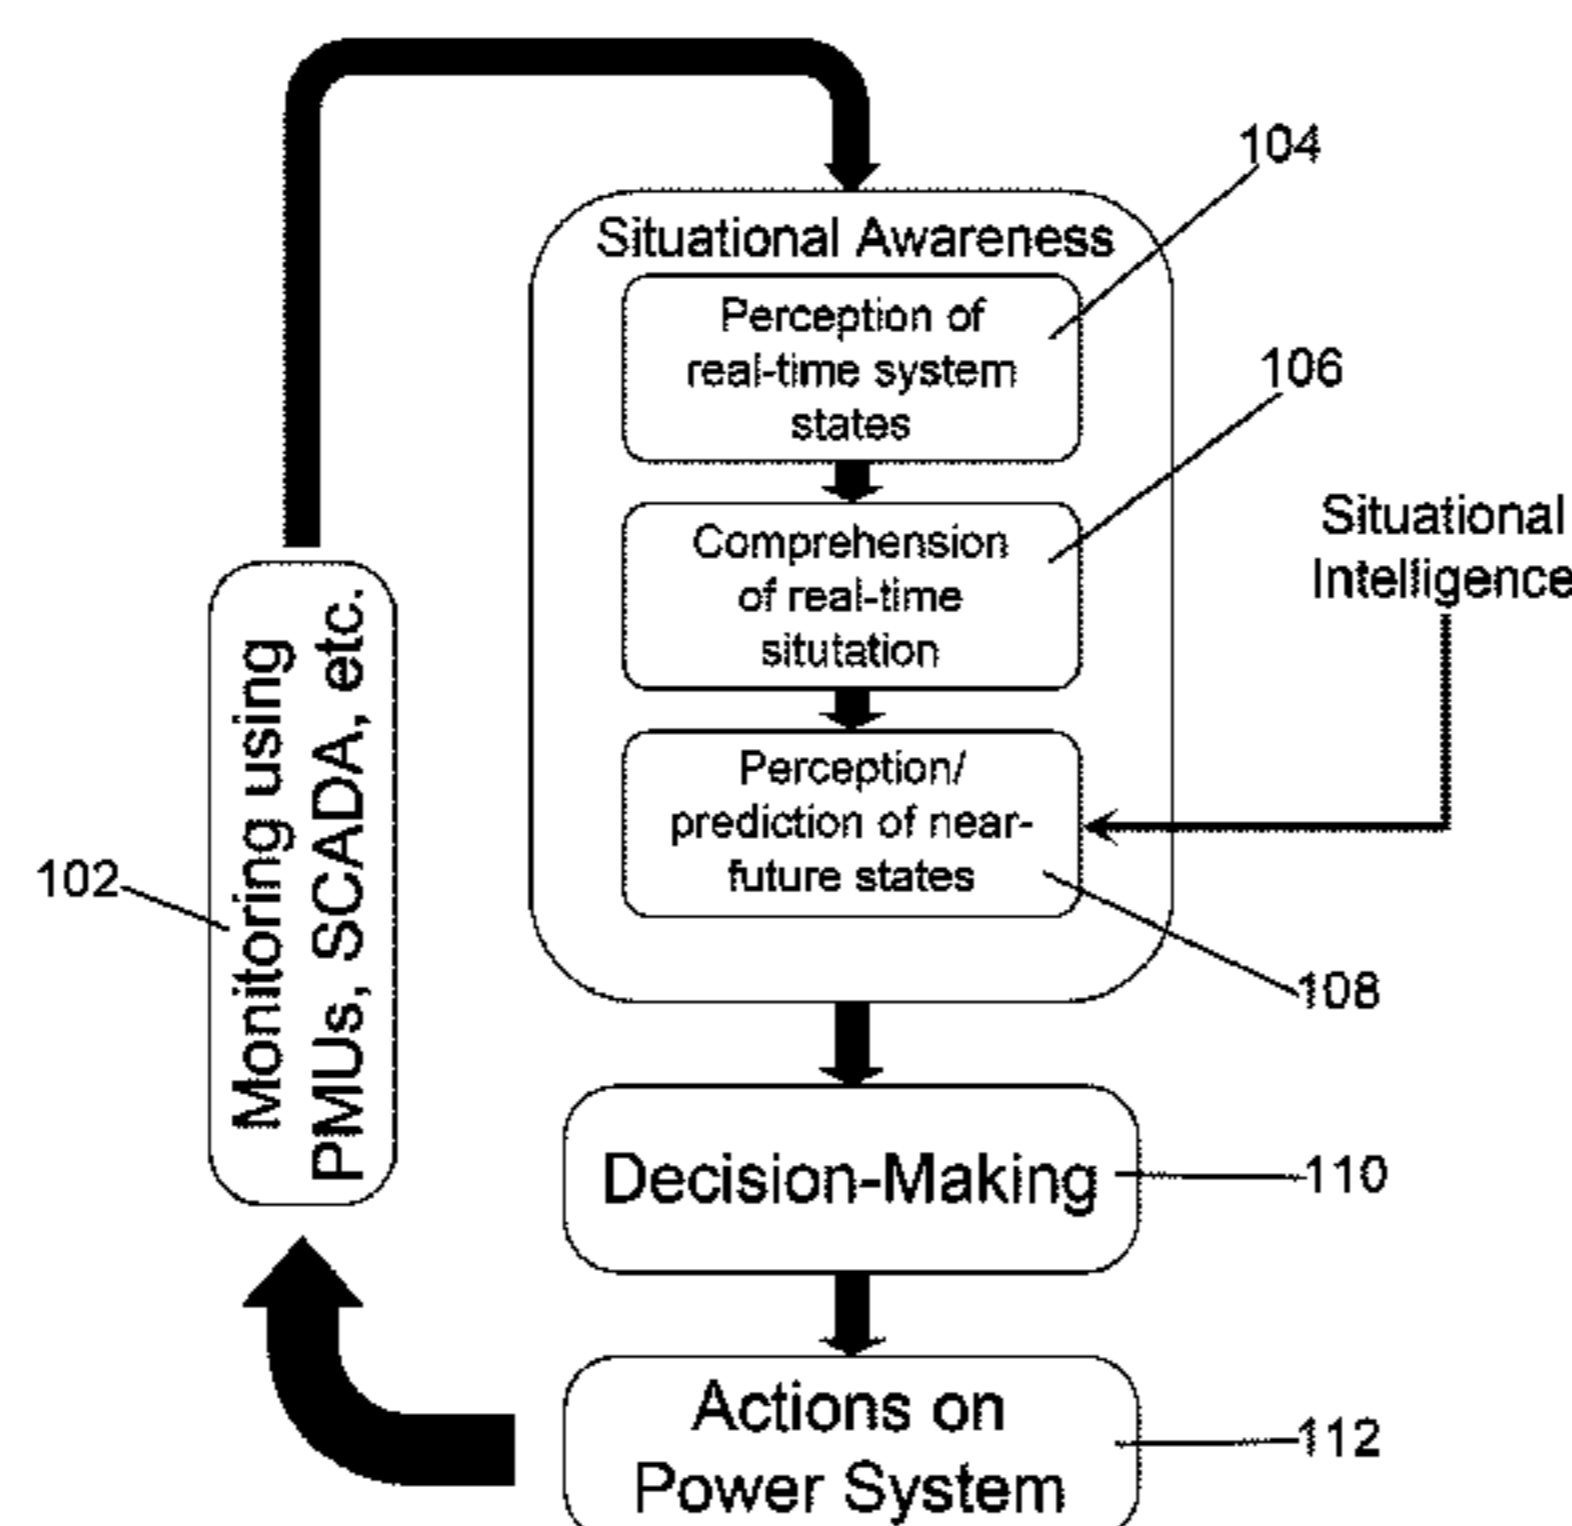 104
Situational Awareness
Perception of
real-time system
states
106
Comprehension
of real-time
situtation
Situational
Intelligence
Perception/
prediction of near-
future states
102
Monitoring using
PMUs, SCADA, etc.
108
Decision-Making
110
Actions on
Power System
112